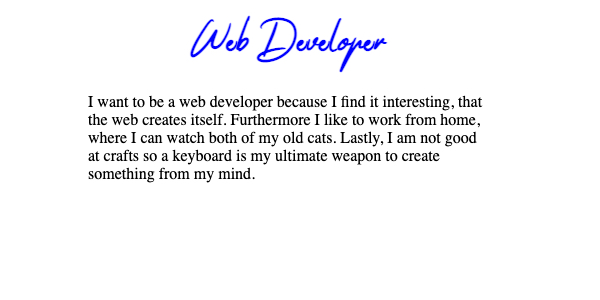 Web Developer
I want to be a web developer because I find it interesting, that
the web creates itself. Furthermore I like to work from home,
where I can watch both of my old cats. Lastly, I am not good
at crafts so a keyboard is my ultimate weapon to create
something from my mind.